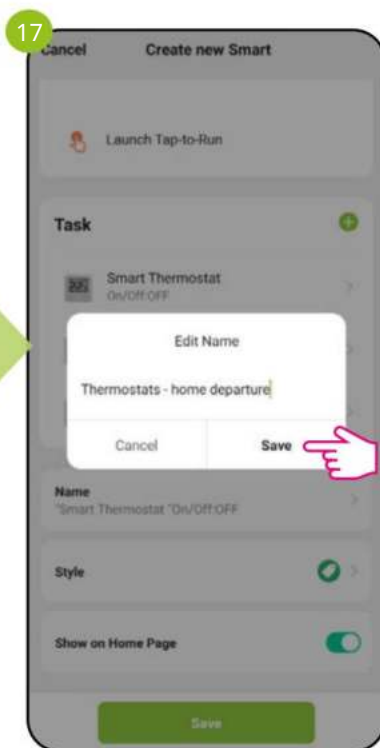 17
Cancel Create new Smart
Launch Tap-to-Run
Task
Smart Thermostat
On/Off:OFF
Edit Name
Thermostats - home departure
Cancel Save
Name
"Smart Thermostat "On/Off:OFF
Style
Show on Home Page
Save